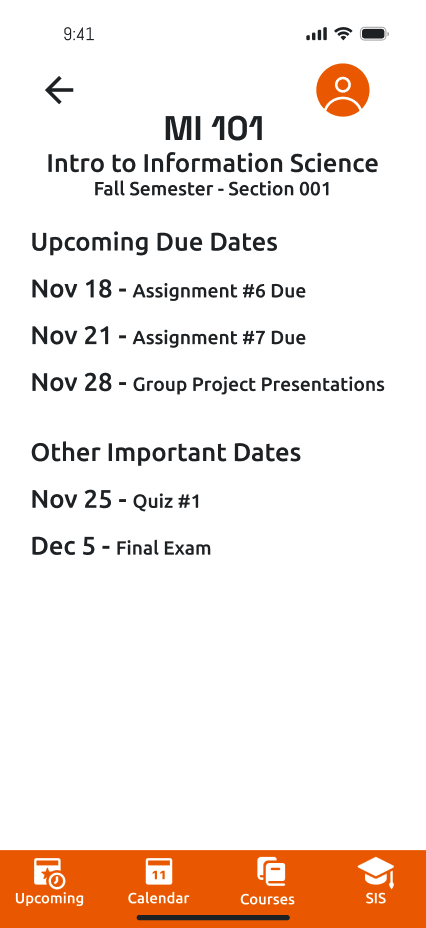 9:41
MI 101
Intro to Information Science
Fall Semester - Section 001
Upcoming Due Dates
Nov 18 - Assignment #6 Due
Nov 21 - Assignment #7 Due
Nov 28 - Group Project Presentations
Other Important Dates
Nov 25 - Quiz #1
Dec 5 - Final Exam
11
Upcoming Calendar Courses SIS